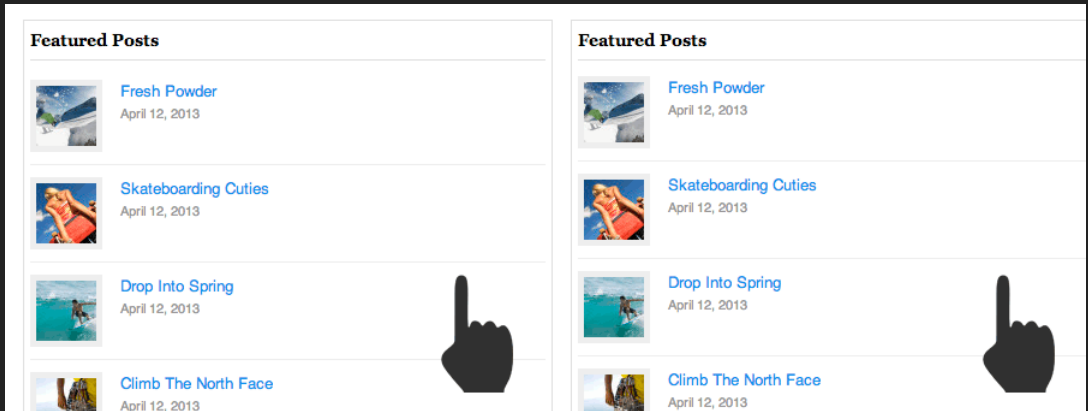 Featured Posts
Fresh Powder
April 12, 2013
Skateboarding Cuties
April 12, 2013
Drop Into Spring
April 12, 2013
Climb The North Face
April 12, 2013
Featured Posts
Fresh Powder
April 12, 2013
Skateboarding Cuties
April 12, 2013
Drop Into Spring
April 12, 2013
Climb The North Face
April 12, 2013